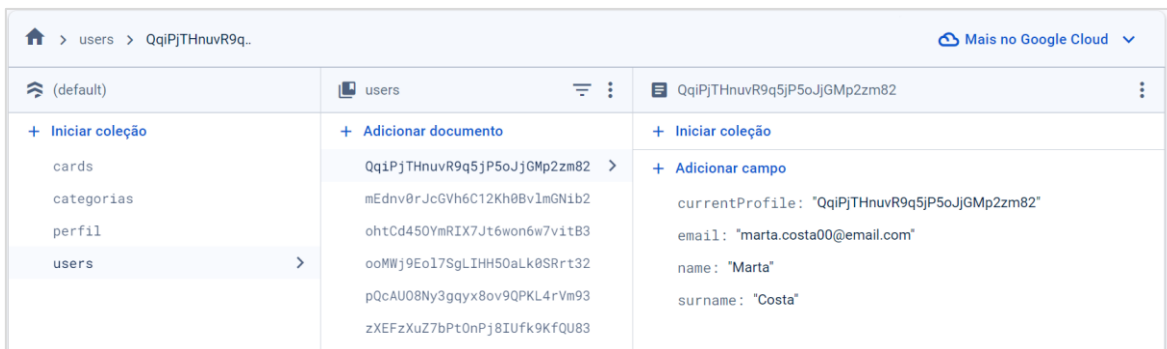 > users > QqiPjTHnuvR9q..
Mais no Google Cloud
(default)
users
QqiPjTHnuvR9q5jP5oJjGMp2zm82
+ Iniciar coleção
cards
categorias
perfil
users
+ Adicionar documento
QqiPjTHnuvR9q5jP5oJjGMp2zm82
mEdnv0rJcGVh6C12Kh0BvlmGNib2
ohtCd45OYmRIX7Jt6won6w7vitB3
ooMWj9Eol7SgLIHH5OaLk0SRrt32
pQcAUO8Ny3gqyx8ov9QPKL4rVm93
zXEFzXuZ7bPtOnPj8IUfk9KfQU83
+ Iniciar coleção
+ Adicionar campo
currentProfile: "QqiPjTHnuvR9q5jP5oJjGMp2zm82"
email: "marta.costa00@email.com"
name: "Marta"
surname: "Costa"